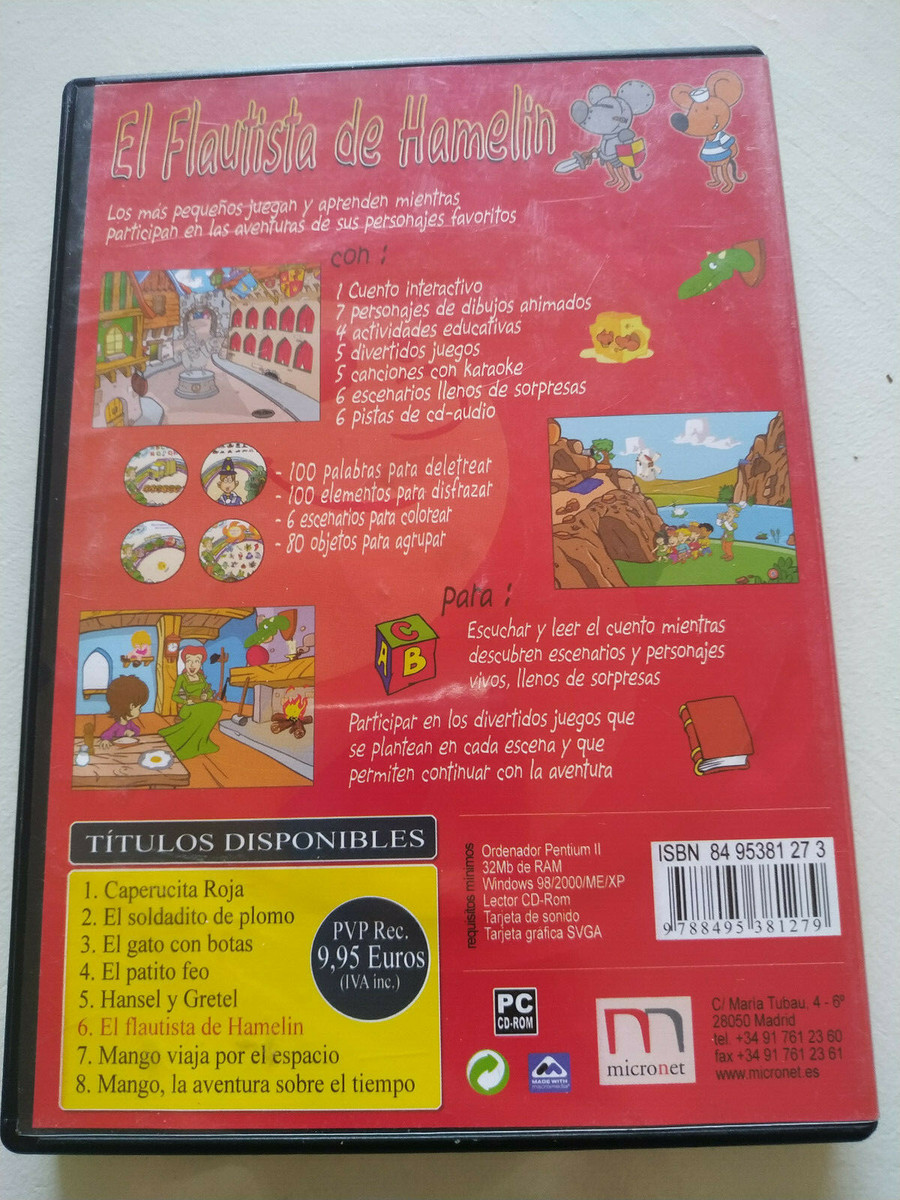 El Flautista de Hamelin
Los más pequeños juegan y aprenden mientras
participan en las aventuras de sus personajes favoritos
con :
1 Cuento interactivo
7 personajes de dibujos animados
4 actividades educativas
5 divertidos juegos
5 canciones con karaoke
6 escenarios llenos de sorpresas
6 pistas de cd-audio
- 100 palabras para deletrear
- 100 elementos para disfrazar
- 6 escenarios para colorear
- 80 objetos para agrupar
para :
C
A B
Escuchar y leer el cuento mientras
descubren escenarios y personajes
vivos, llenos de sorpresas
Participar en los divertidos juegos que
se plantean en cada escena y que
permiten continuar con la aventura
TÍTULOS DISPONIBLES
1. Caperucita Roja
2. El soldadito de plomo
3. El gato con botas
4. El patito feo
5. Hansel y Gretel
6. El flautista de Hamelin
7. Mango viaja por el espacio
8. Mango, la aventura sobre el tiempo
PVP Rec.
9,95 Euros
(IVA inc.)
requisitos mínimos
Ordenador Pentium II
32Mb de RAM
Windows 98/2000/ME/XP
Lector CD-Rom
Tarjeta de sonido
Tarjeta gráfica SVGA
ISBN 84 95381 27 3
9 788495 381279
PC
CD-ROM
MADE WITH
macromedia
micronet
C/ María Tubau, 4 - 6º
28050 Madrid
tel. +34 91 761 23 60
fax +34 91 761 23 61
www.micronet.es